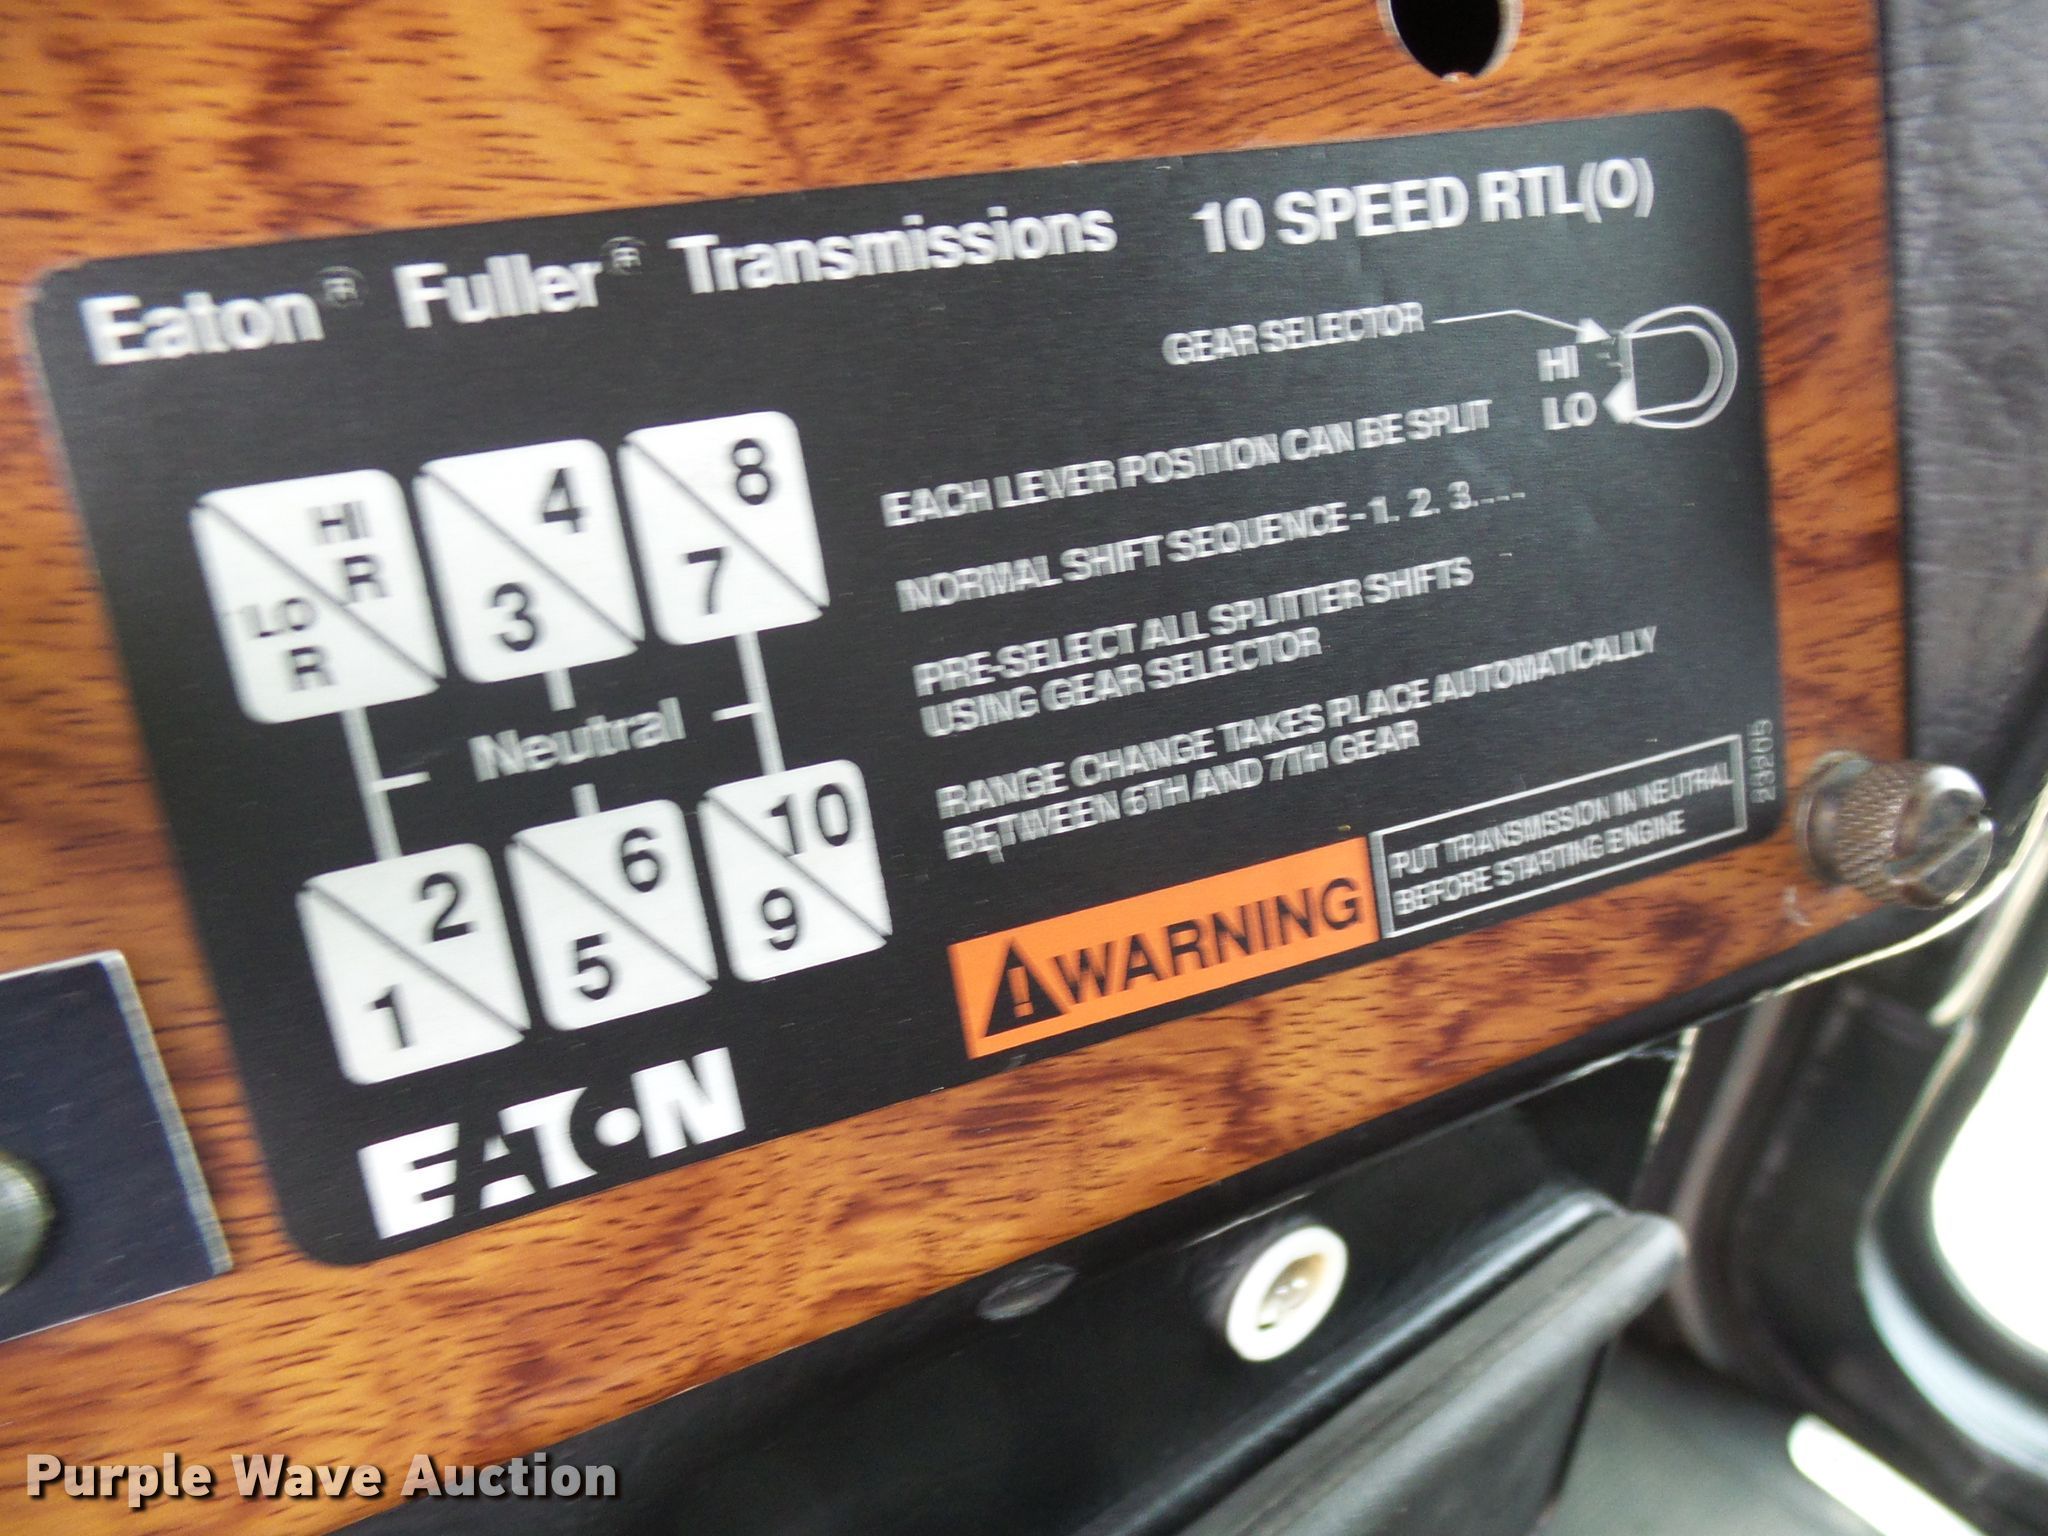 Eaton® Fuller® Transmissions 10 SPEED RTL(O)
GEAR SELECTOR
HI
LO
HI
R
LO
R
4
3
8
7
Neutral
2
1
6
5
10
9
EACH LEVER POSITION CAN BE SPLIT
NORMAL SHIFT SEQUENCE-1. 2. 3.----
PRE-SELECT ALL SPLITTER SHIFTS
USING GEAR SELECTOR
RANGE CHANGE TAKES PLACE AUTOMATICALLY
BETWEEN 6TH AND 7TH GEAR
WARNING
PUT TRANSMISSION IN NEUTRAL
BEFORE STARTING ENGINE
23205
EATON
Purple Wave Auction